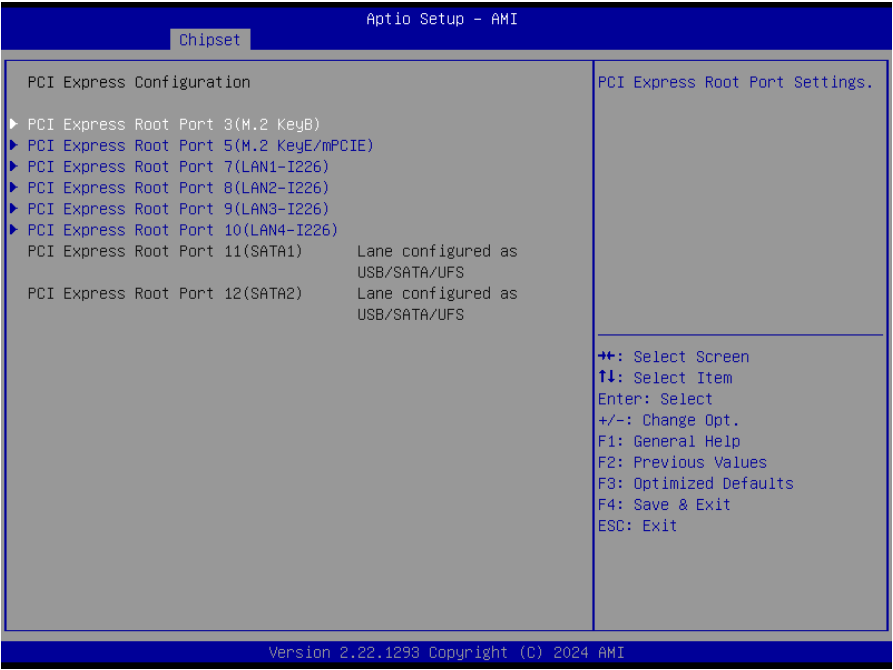 Aptio Setup – AMI
Chipset
PCI Express Configuration
PCI Express Root Port Settings.
PCI Express Root Port 3(M.2 KeyB)
PCI Express Root Port 5(M.2 KeyE/mPCIE)
PCI Express Root Port 7(LAN1-I226)
PCI Express Root Port 8(LAN2-I226)
PCI Express Root Port 9(LAN3-I226)
PCI Express Root Port 10(LAN4-I226)
PCI Express Root Port 11(SATA1) Lane configured as
USB/SATA/UFS
PCI Express Root Port 12(SATA2) Lane configured as
USB/SATA/UFS
→←: Select Screen
↑↓: Select Item
Enter: Select
+/-: Change Opt.
F1: General Help
F2: Previous Values
F3: Optimized Defaults
F4: Save & Exit
ESC: Exit
Version 2.22.1293 Copyright (C) 2024 AMI